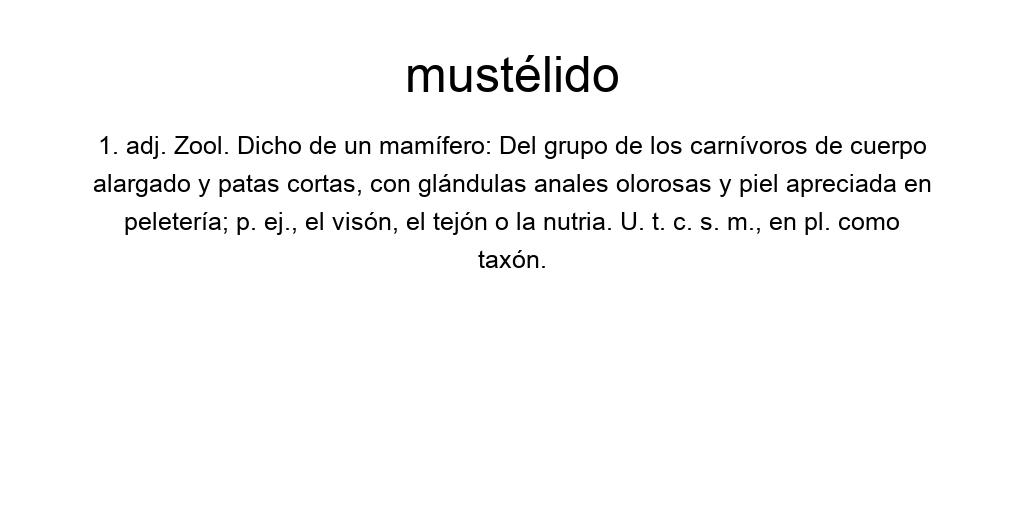 mustélido
1. adj. Zool. Dicho de un mamífero: Del grupo de los carnívoros de cuerpo
alargado y patas cortas, con glándulas anales olorosas y piel apreciada en
peletería; p. ej., el visón, el tejón o la nutria. U. t. c. s. m., en pl. como
taxón.